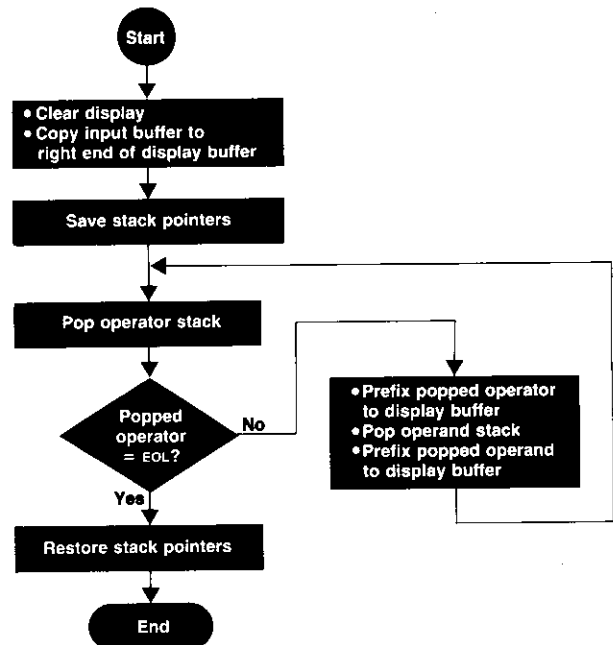 Start
• Clear display
• Copy input buffer to
right end of display buffer
Save stack pointers
Pop operator stack
Popped
operator
= EOL?
No
• Prefix popped operator
to display buffer
• Pop operand stack
• Prefix popped operand
to display buffer
Yes
Restore stack pointers
End